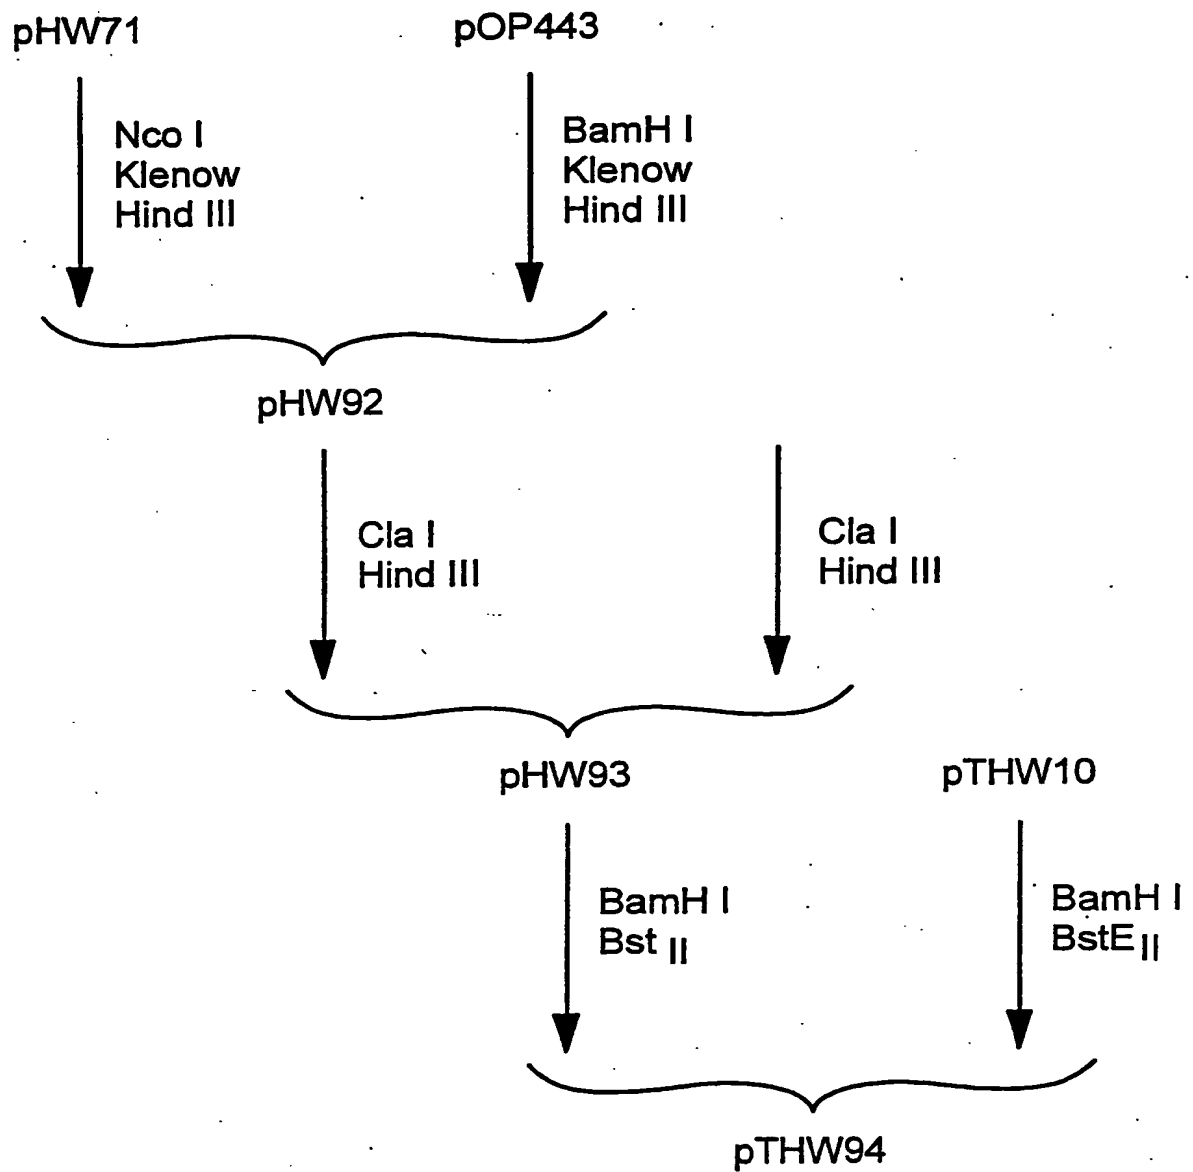 pHW71
pOP443
Nco I
Klenow
Hind III
BamH I
Klenow
Hind III
pHW92
Cla I
Hind III
Cla I
Hind III
pHW93
pTHW10
BamH I
Bst II
BamH I
BstE II
pTHW94